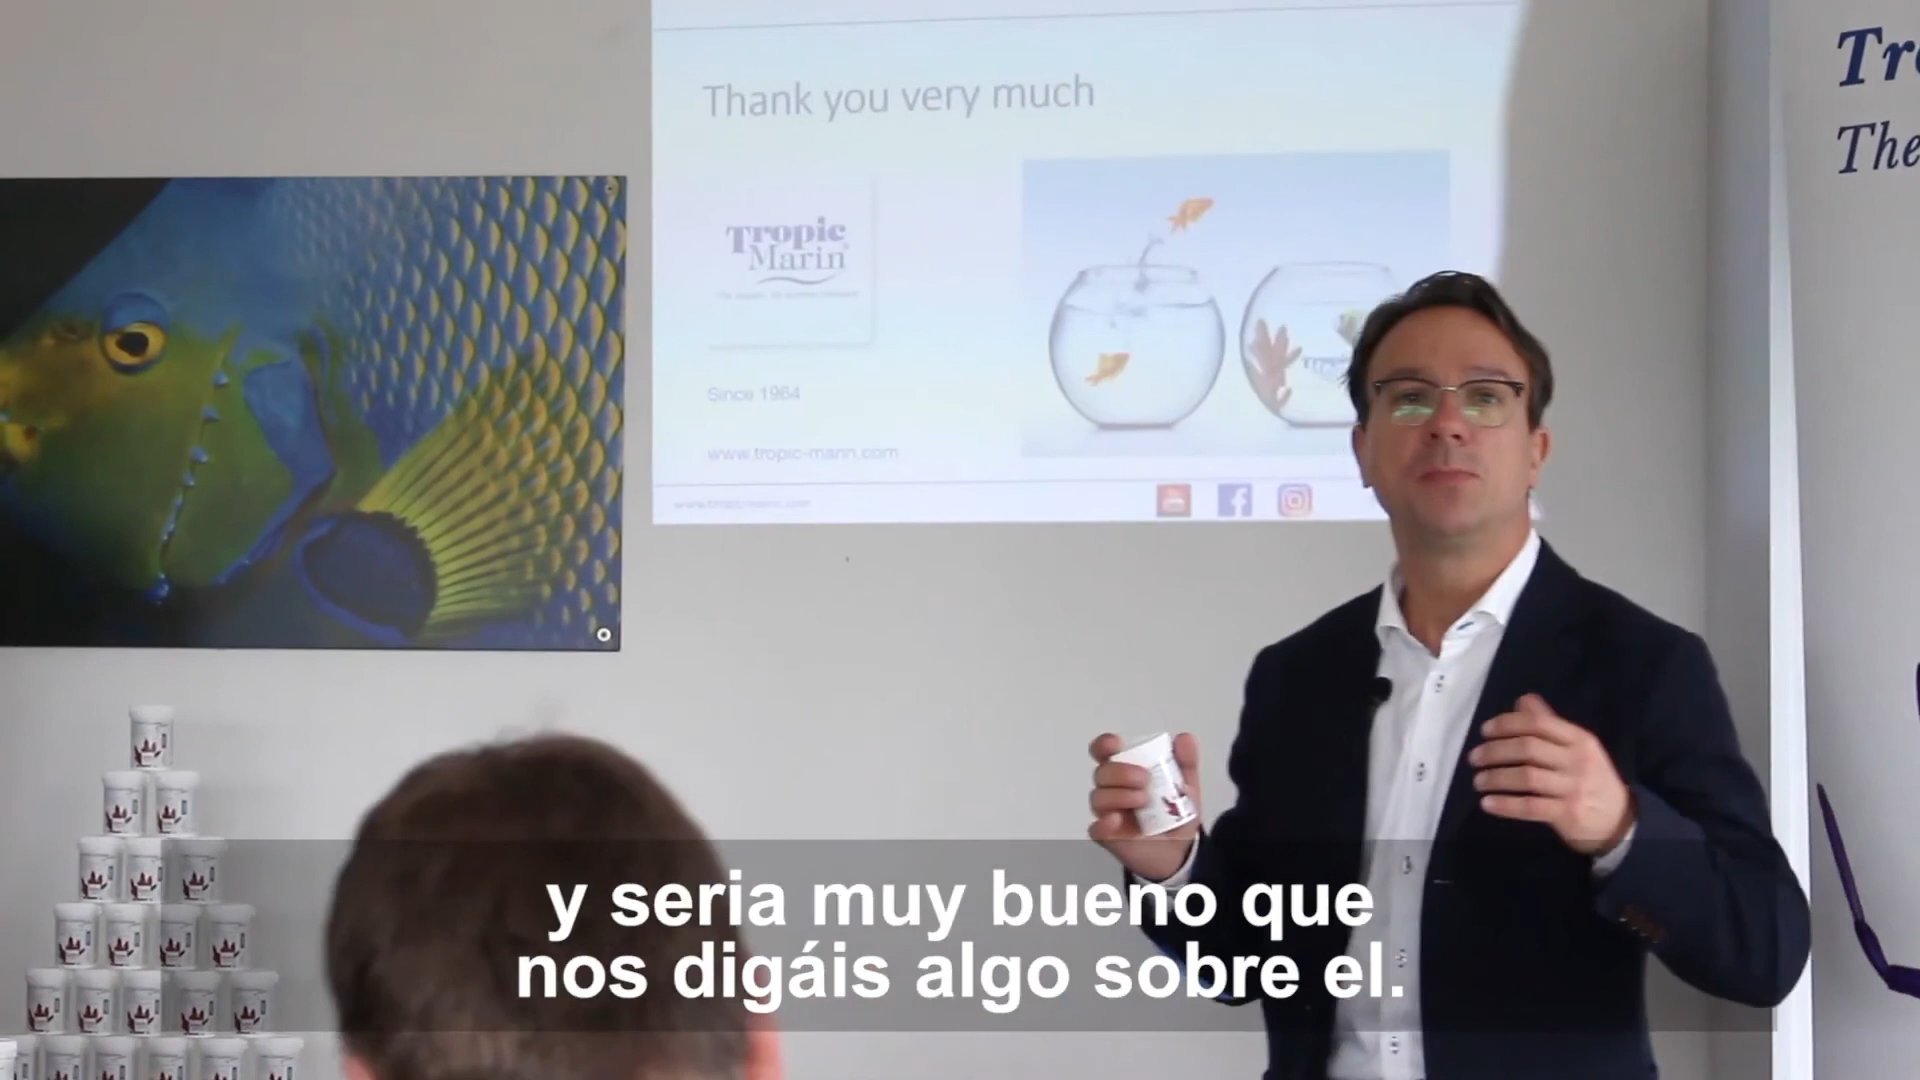 Thank you very much
Tropic
Marin
Since 1964
www.tropic-marin.com
Tr
The
y seria muy bueno que
nos digáis algo sobre el.